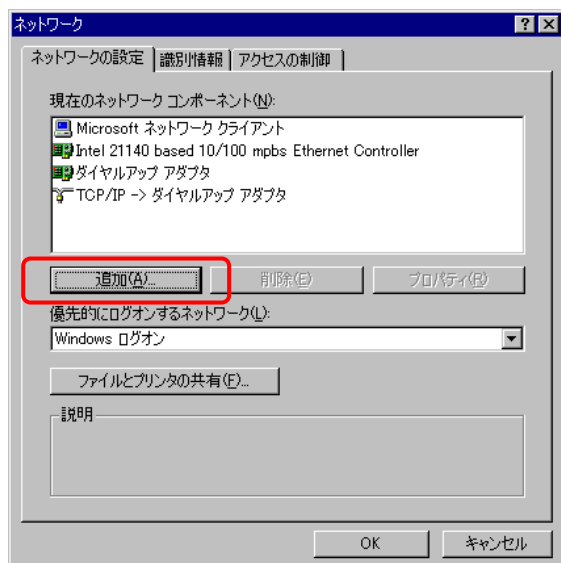 ネットワーク
ネットワークの設定 識別情報 アクセスの制御
現在のネットワーク コンポーネント(N):
Microsoft ネットワーク クライアント
Intel 21140 based 10/100 mpbs Ethernet Controller
ダイヤルアップ アダプタ
TCP/IP -> ダイヤルアップ アダプタ
追加(A)... 削除(E) プロパティ(R)
優先的にログオンするネットワーク(L):
Windows ログオン
ファイルとプリンタの共有(F)...
説明
OK キャンセル